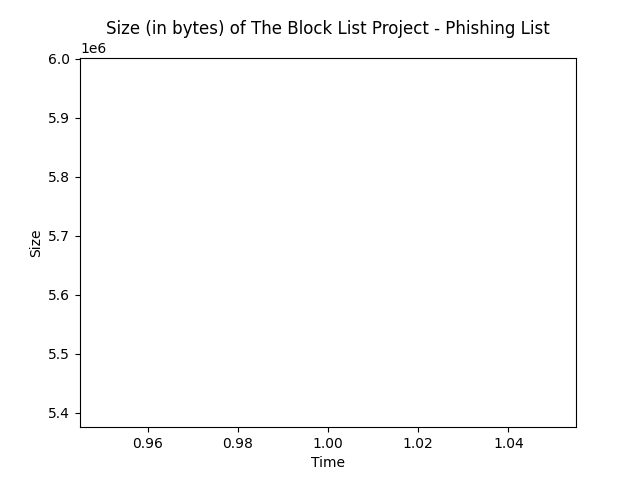 Size (in bytes) of The Block List Project - Phishing List
1e6
6.0
5.9
5.8
5.7
5.6
5.5
5.4
Size
0.96 0.98 1.00 1.02 1.04
Time